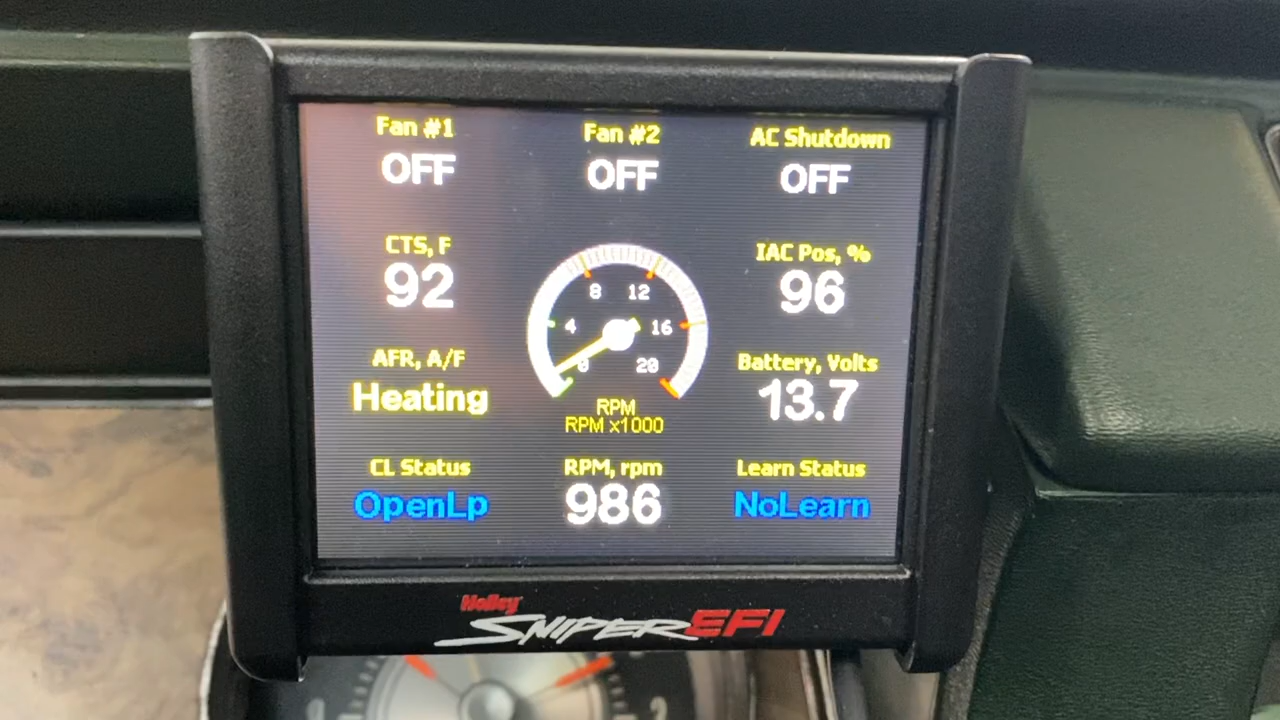 Fan #1
OFF
Fan #2
OFF
AC Shutdown
OFF
CTS, F
92
8 12
4 16
0 20
RPM
RPM x1000
IAC Pos, %
96
AFR, A/F
Heating
Battery, Volts
13.7
CL Status
OpenLp
RPM, rpm
986
Learn Status
NoLearn
Holley
SNIPER EFI